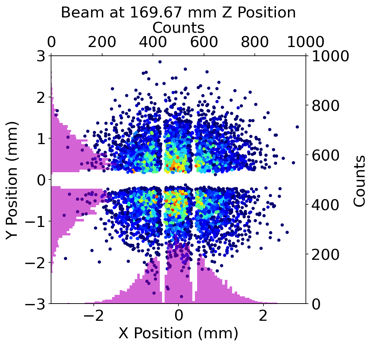 Beam at 169.67 mm Z Position
Counts
0 200 400 600 800 1000
3
2
1
0
−1
−2
−3
Y Position (mm)
1000
800
600
400
200
0
Counts
−2 0 2
X Position (mm)